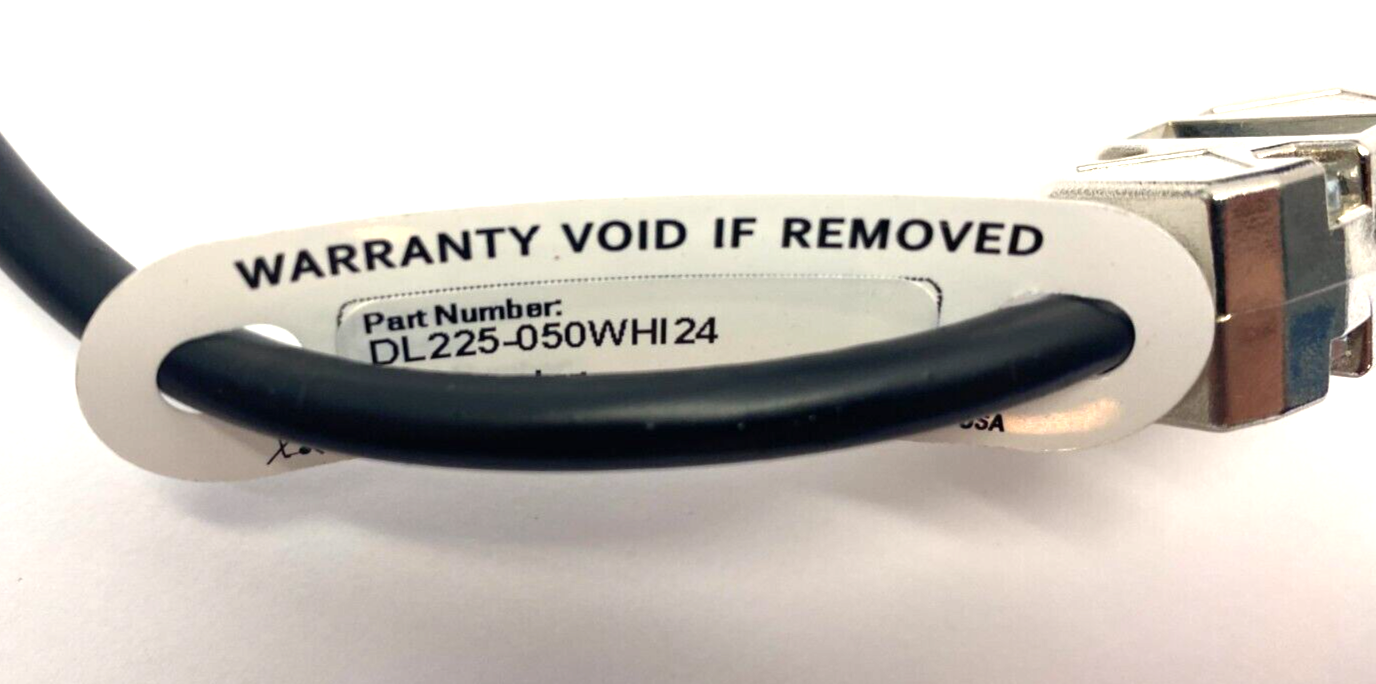 WARRANTY VOID IF REMOVED
Part Number:
DL225-050WHI24
USA